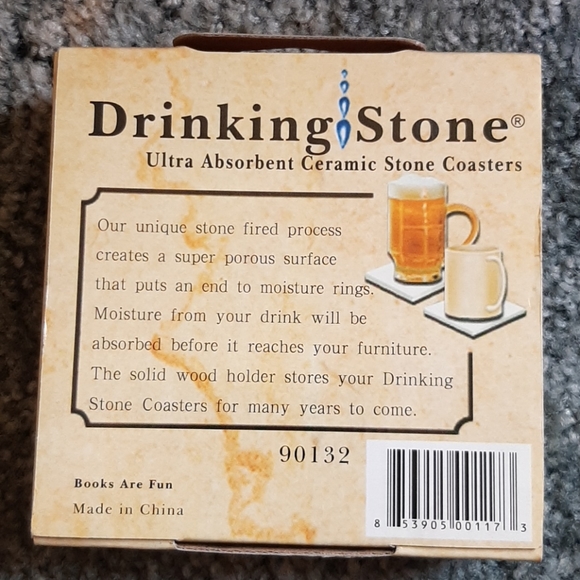 Drinking Stone®
Ultra Absorbent Ceramic Stone Coasters
Our unique stone fired process
creates a super porous surface
that puts an end to moisture rings.
Moisture from your drink will be
absorbed before it reaches your furniture.
The solid wood holder stores your Drinking
Stone Coasters for many years to come.
90132
Books Are Fun
Made in China
8 53905 00117 3